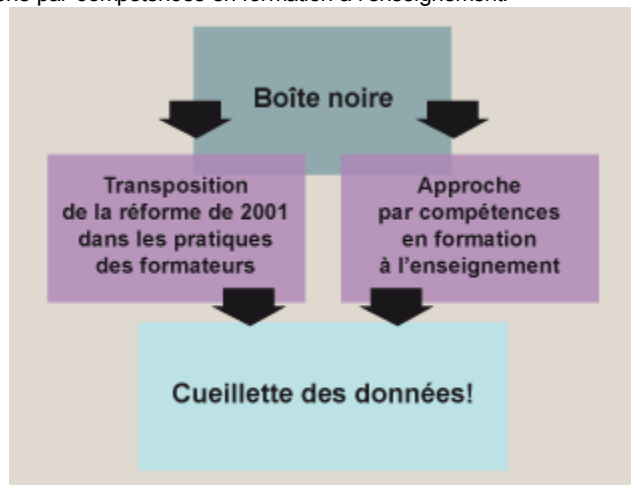 par compétences en formation à l'enseignement.
Boîte noire
Transposition
de la réforme de 2001
dans les pratiques
des formateurs
Approche
par compétences
en formation
à l'enseignement
Cueillette des données!